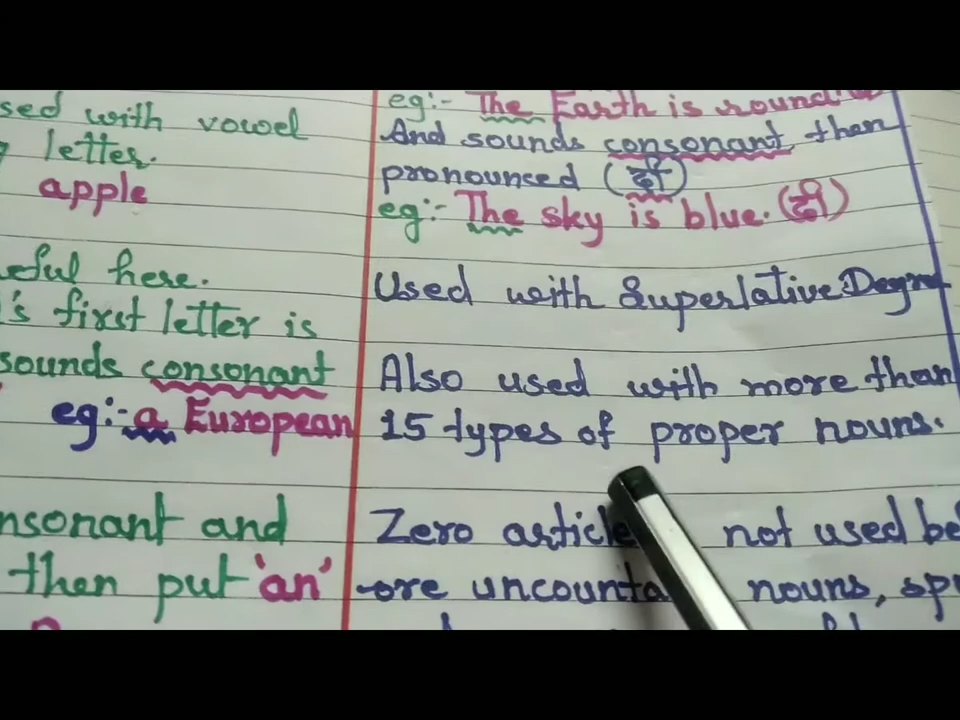 sed with vowel
letter.
apple
eful here.
's first letter is
sounds consonant
eg:- a European
nsonant and
then put 'an'
eg:- The Earth is round.
And sounds consonant, than
pronounced (दी)
eg:- The sky is blue. (दी)
Used with Superlative Degree
Also used with more than
15 types of proper nouns.
Zero article not used be
-ore uncounta nouns, sp